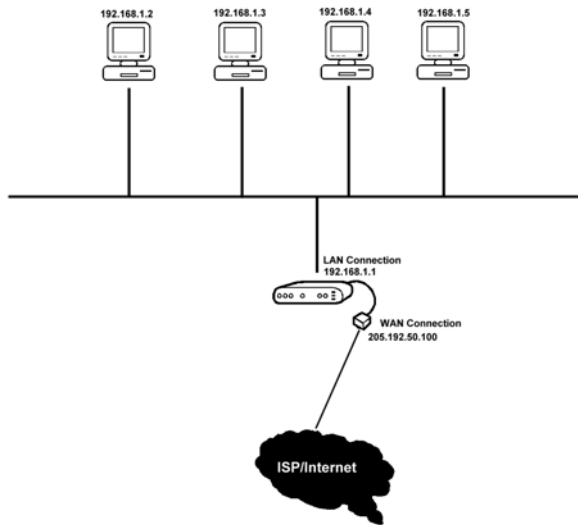 192.168.1.2
192.168.1.3
192.168.1.4
192.168.1.5
LAN Connection
192.168.1.1
WAN Connection
205.192.50.100
ISP/Internet